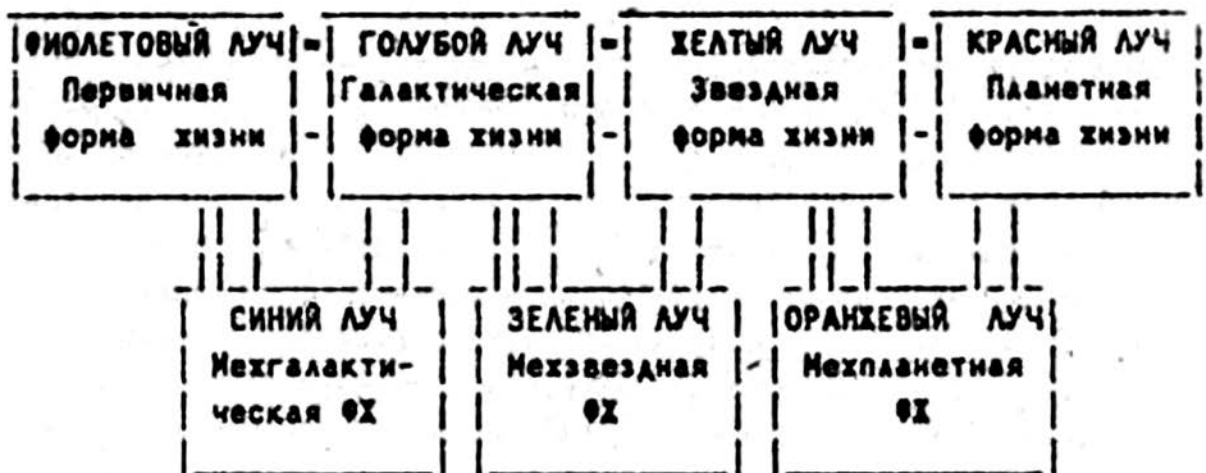 ФИОЛЕТОВЫЙ ЛУЧ = ГОЛУБОЙ ЛУЧ = ЖЕЛТЫЙ ЛУЧ = КРАСНЫЙ ЛУЧ
Первичная Галактическая Звездная Планетная
форма жизни - форма жизни - форма жизни - форма жизни
СИНИЙ ЛУЧ ЗЕЛЕНЫЙ ЛУЧ ОРАНЖЕВЫЙ ЛУЧ
Межгалакти- Межзвездная - Межпланетная
ческая ФЖ ФЖ ФЖ